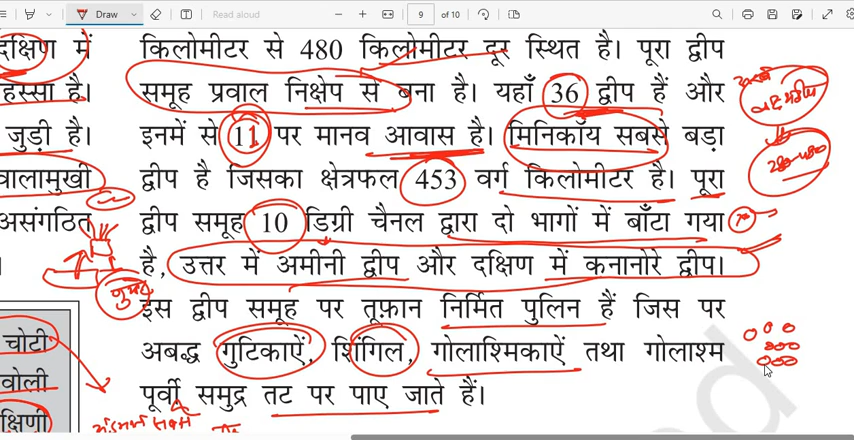 Draw
Read aloud
9 of 10
दक्षिण में
हिस्सा है।
जुड़ी है।
वालामुखी
असंगठित
चोटी
वोली
क्षिणी
किलोमीटर से 480 किलोमीटर दूर स्थित है। पूरा द्वीप
समूह प्रवाल निक्षेप से बना है। यहाँ 36 द्वीप हैं और
इनमें से 11 पर मानव आवास है। मिनिकॉय सबसे बड़ा
द्वीप है जिसका क्षेत्रफल 453 वर्ग किलोमीटर है। पूरा
द्वीप समूह 10 डिग्री चैनल द्वारा दो भागों में बाँटा गया
है, उत्तर में अमीनी द्वीप और दक्षिण में कनानोरे द्वीप।
इस द्वीप समूह पर तूफ़ान निर्मित पुलिन हैं जिस पर
अबद्ध गुटिकाऐं, शिंगिल, गोलाश्मिकाऐं तथा गोलाश्म
पूर्वी समुद्र तट पर पाए जाते हैं।
280-480